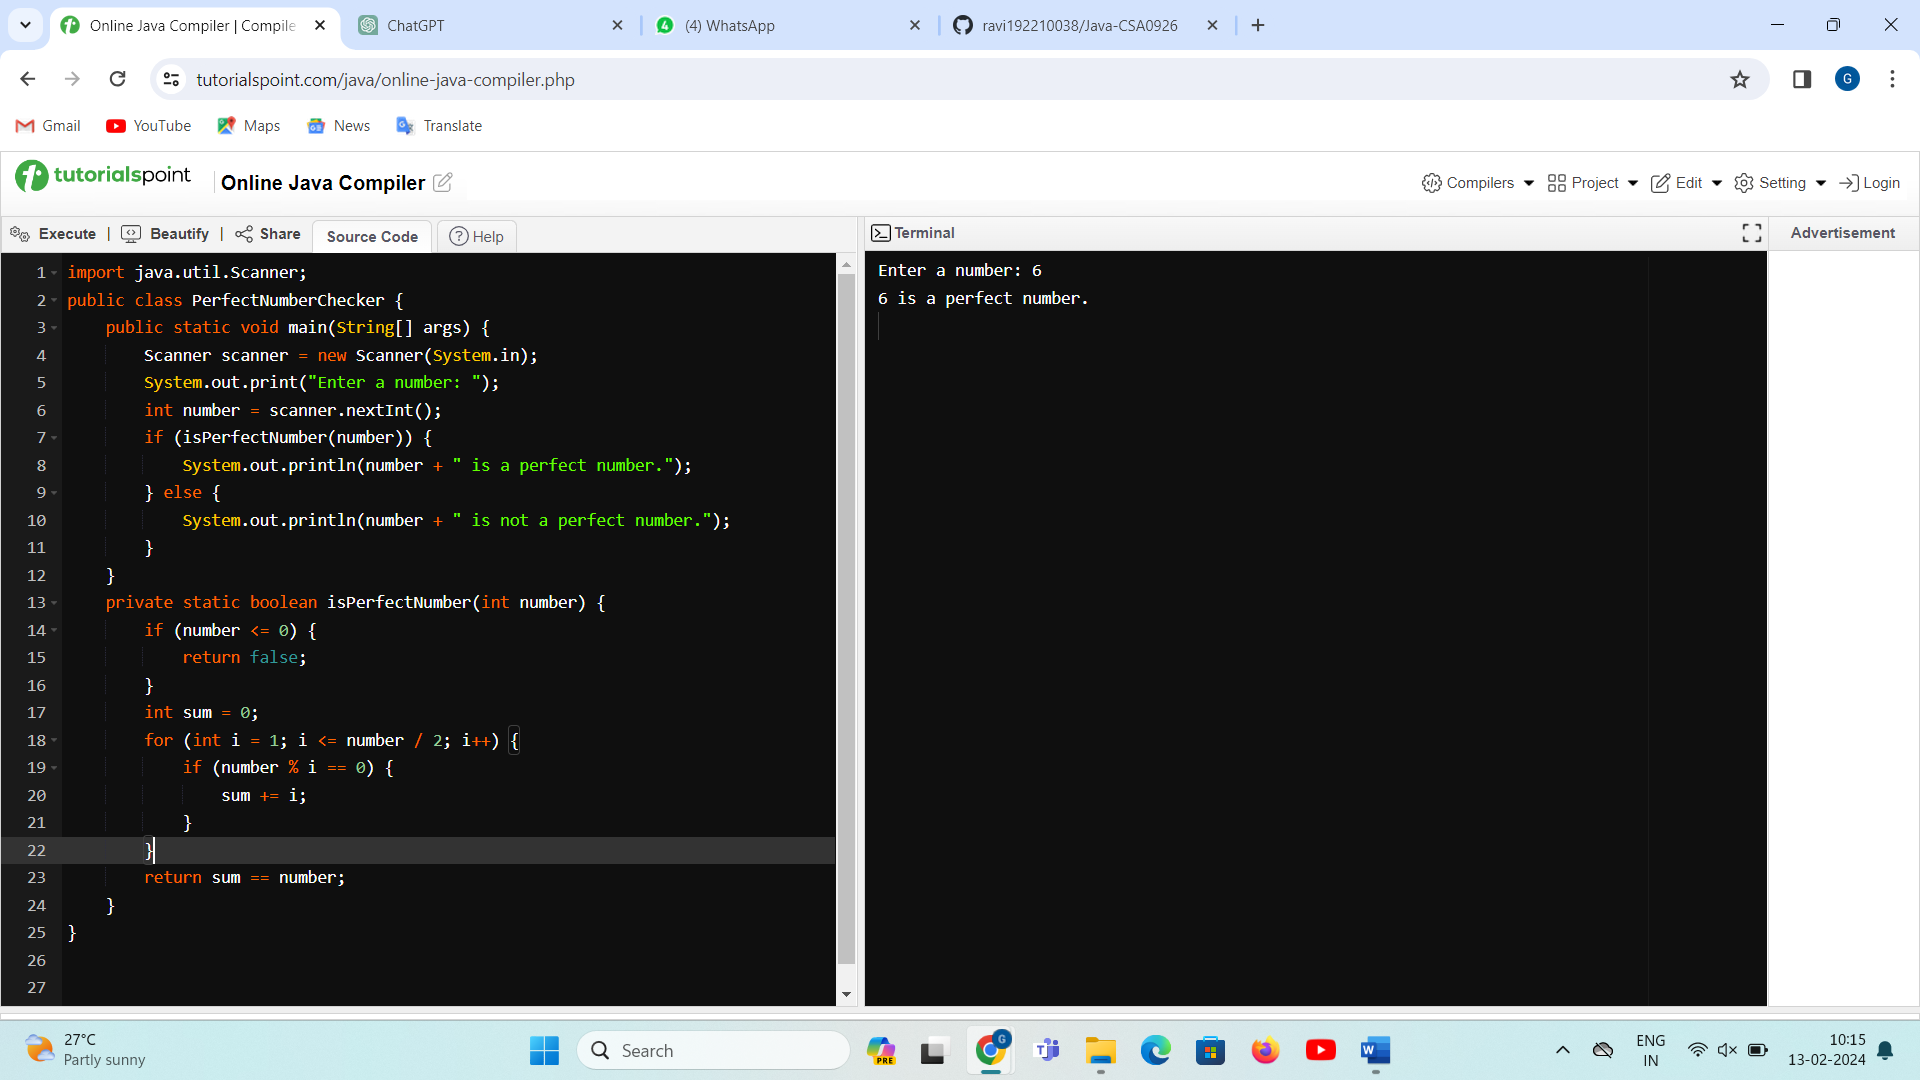 Online Java Compiler | Compile
ChatGPT
(4) WhatsApp
ravi192210038/Java-CSA0926
tutorialspoint.com/java/online-java-compiler.php
G
Gmail
YouTube
Maps
News
Translate
tutorialspoint
Online Java Compiler
Compilers
Project
Edit
Setting
Login
Execute | Beautify | Share
Source Code
Help
Terminal
Advertisement
1 import java.util.Scanner;
2 public class PerfectNumberChecker {
3 public static void main(String[] args) {
4 Scanner scanner = new Scanner(System.in);
5 System.out.print("Enter a number: ");
6 int number = scanner.nextInt();
7 if (isPerfectNumber(number)) {
8 System.out.println(number + " is a perfect number.");
9 } else {
10 System.out.println(number + " is not a perfect number.");
11 }
12 }
13 private static boolean isPerfectNumber(int number) {
14 if (number <= 0) {
15 return false;
16 }
17 int sum = 0;
18 for (int i = 1; i <= number / 2; i++) {
19 if (number % i == 0) {
20 sum += i;
21 }
22 }
23 return sum == number;
24 }
25 }
26
27
Enter a number: 6
6 is a perfect number.
27°C
Partly sunny
Search
PRE
G
ENG
IN
10:15
13-02-2024